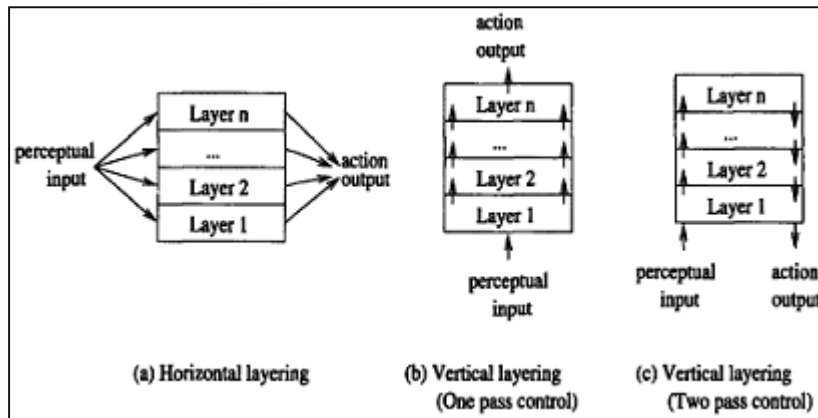 perceptual
input
Layer n
...
Layer 2
Layer 1
action
output
(a) Horizontal layering
action
output
Layer n
...
Layer 2
Layer 1
perceptual
input
(b) Vertical layering
(One pass control)
Layer n
...
Layer 2
Layer 1
perceptual
input
action
output
(c) Vertical layering
(Two pass control)